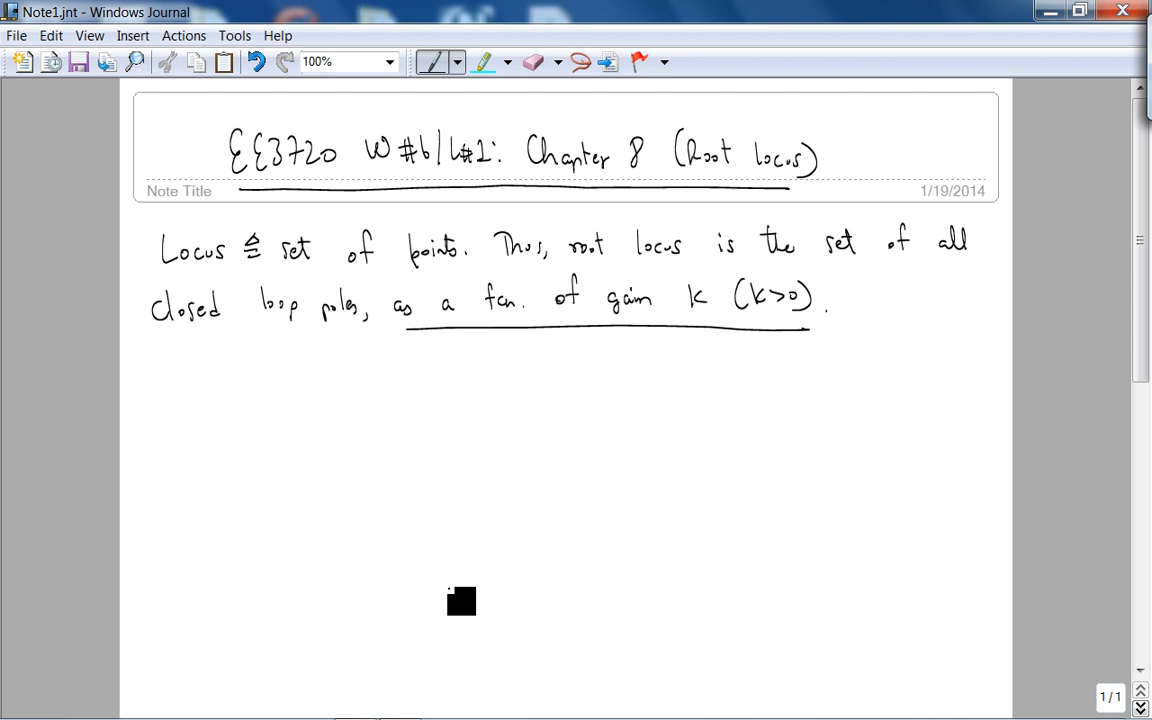 Note1.jnt - Windows Journal
File Edit View Insert Actions Tools Help
100%
EE3720 W#6/L#1: Chapter 8 (Root locus)
Note Title 1/19/2014
Locus ≙ set of points. Thus, root locus is the set of all
closed loop poles, as a fcn. of gain K (K>0).
1/1